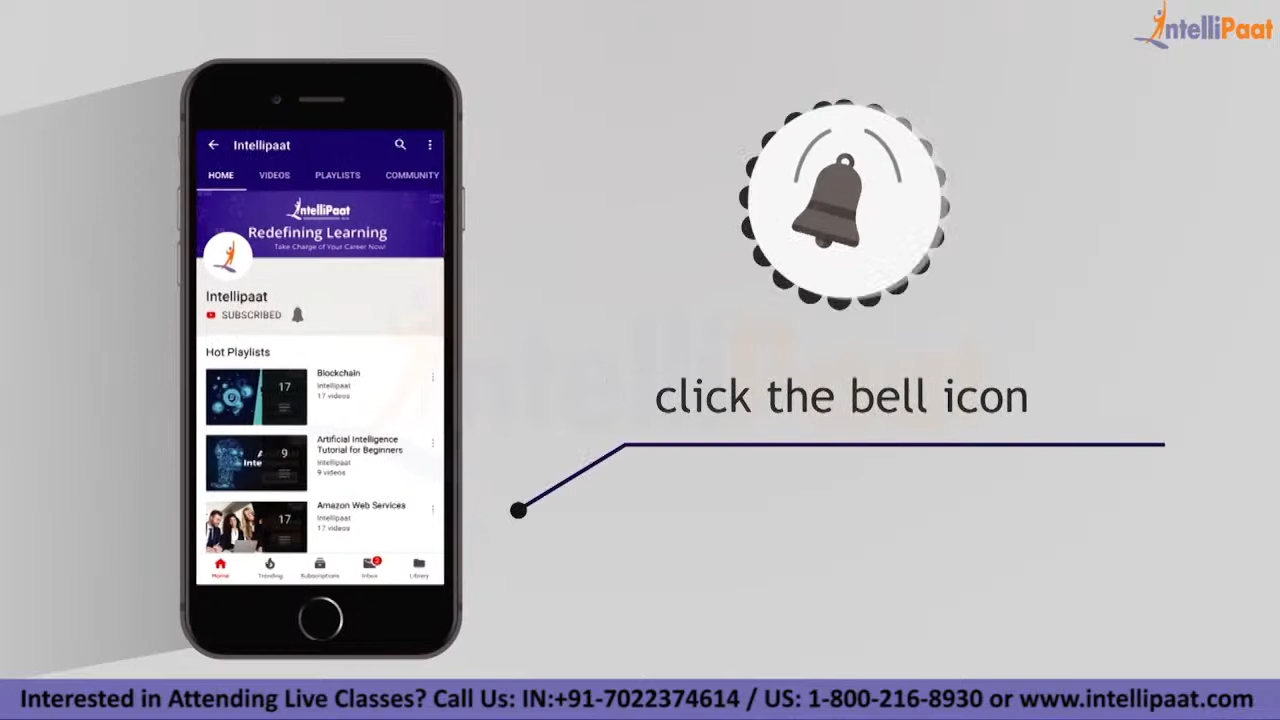 IntelliPaat
Intellipaat
HOME VIDEOS PLAYLISTS COMMUNITY
IntelliPaat
Redefining Learning
Take Charge of Your Career Now!
Intellipaat
SUBSCRIBED
Hot Playlists
17
Blockchain
Intellipaat
17 videos
9
Artificial Intelligence
Tutorial for Beginners
Intellipaat
9 videos
17
Amazon Web Services
Intellipaat
17 videos
Home Trending Subscriptions Inbox Library
click the bell icon
Interested in Attending Live Classes? Call Us: IN:+91-7022374614 / US: 1-800-216-8930 or www.intellipaat.com